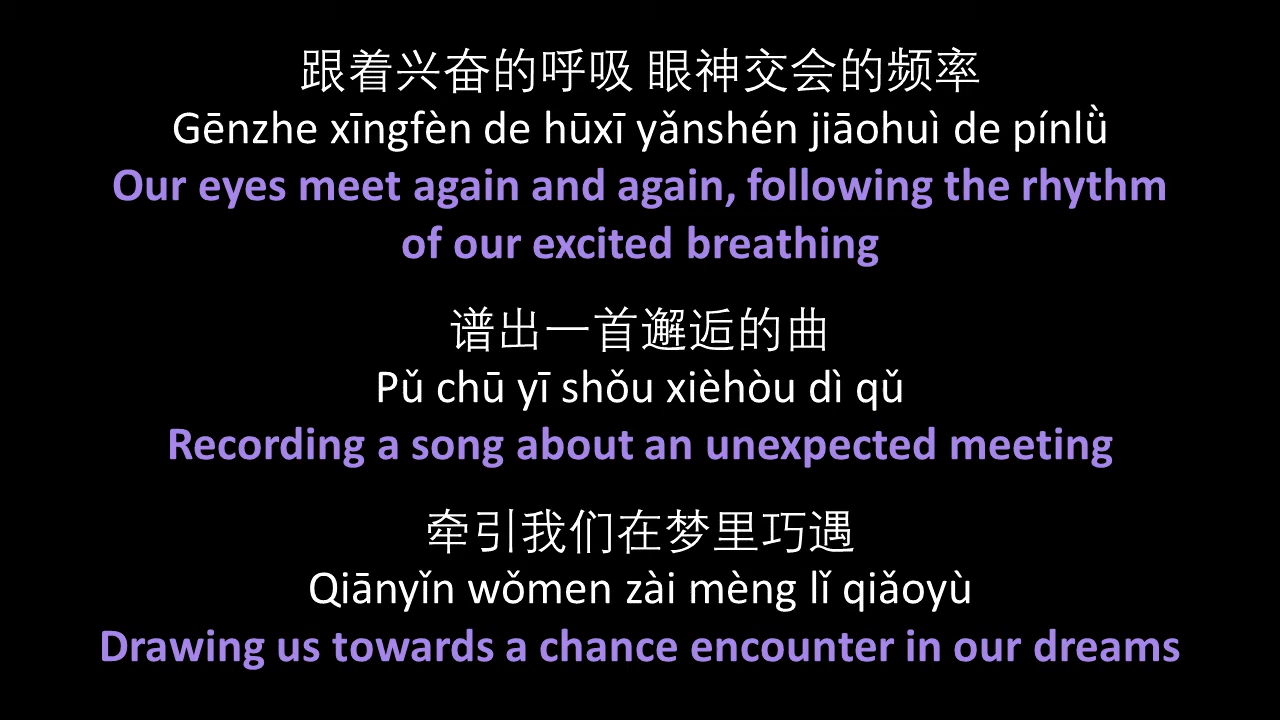 跟着兴奋的呼吸 眼神交会的频率
Gēnzhe xīngfèn de hūxī yǎnshén jiāohuì de pínlǜ
Our eyes meet again and again, following the rhythm
of our excited breathing
谱出一首邂逅的曲
Pǔ chū yī shǒu xièhòu dì qǔ
Recording a song about an unexpected meeting
牵引我们在梦里巧遇
Qiānyǐn wǒmen zài mèng lǐ qiǎoyù
Drawing us towards a chance encounter in our dreams